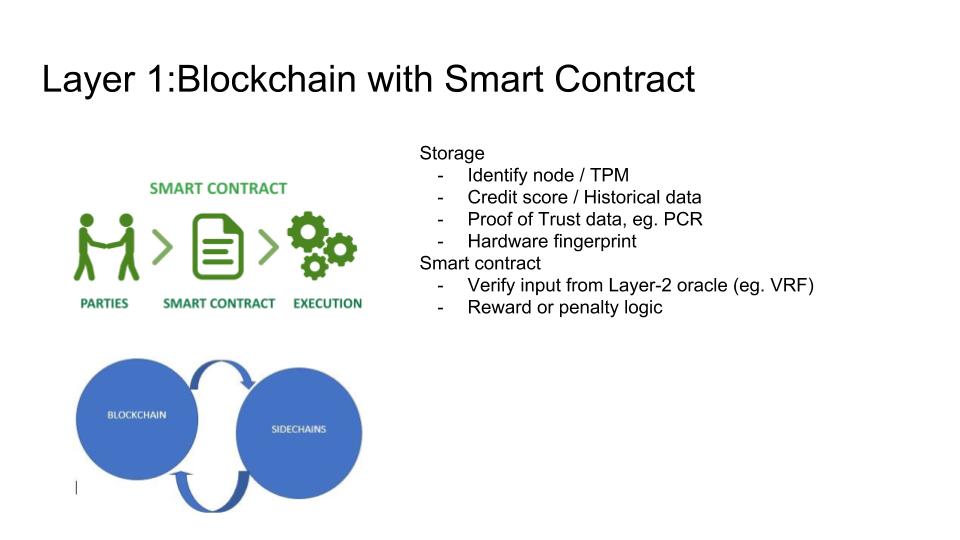 Layer 1:Blockchain with Smart Contract
SMART CONTRACT
PARTIES
SMART CONTRACT
EXECUTION
BLOCKCHAIN
SIDECHAINS
Storage
- Identify node / TPM
- Credit score / Historical data
- Proof of Trust data, eg. PCR
- Hardware fingerprint
Smart contract
- Verify input from Layer-2 oracle (eg. VRF)
- Reward or penalty logic